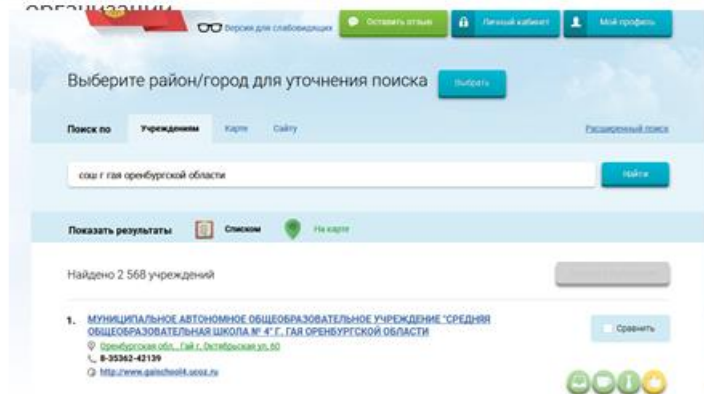 организации
Версия для слабовидящих
Оставить отзыв
Личный кабинет
Мой профиль
Выберите район/город для уточнения поиска
Выбрать
Поиск по Учреждениям Карте Сайту Расширенный поиск
сош г гая оренбургской области
Найти
Показать результаты Списком На карте
Найдено 2 568 учреждений
1. МУНИЦИПАЛЬНОЕ АВТОНОМНОЕ ОБЩЕОБРАЗОВАТЕЛЬНОЕ УЧРЕЖДЕНИЕ "СРЕДНЯЯ
ОБЩЕОБРАЗОВАТЕЛЬНАЯ ШКОЛА № 4" Г. ГАЯ ОРЕНБУРГСКОЙ ОБЛАСТИ
Сравнить
Оренбургская обл., Гай г, Октябрьская ул, 60
8-35362-42139
http://www.gaischool4.ucoz.ru